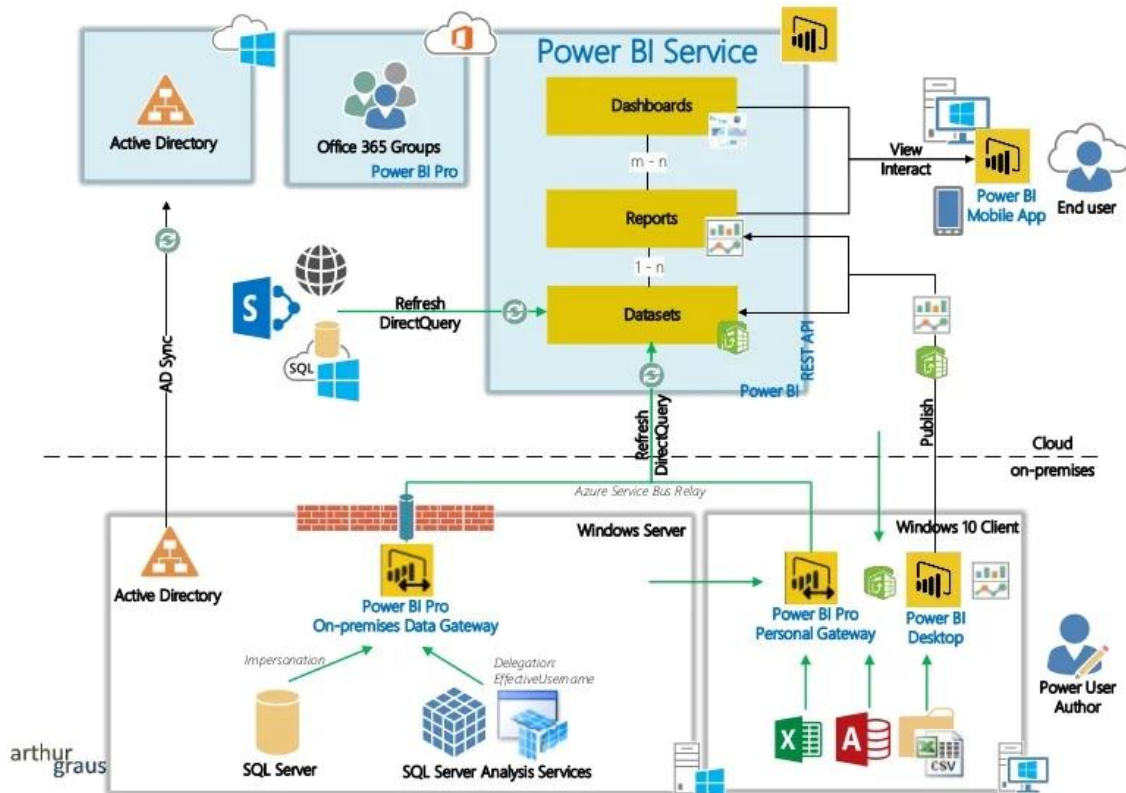 Power BI Service
Dashboards
m - n
Reports
1 - n
Datasets
REST API
Power BI
Active Directory
Office 365 Groups
Power BI Pro
View
Interact
Power BI
Mobile App
End user
S
SQL
Refresh
DirectQuery
AD Sync
Refresh
DirectQuery
Publish
Cloud
on-premises
Azure Service Bus Relay
Windows Server
Windows 10 Client
Active Directory
Power BI Pro
On-premises Data Gateway
Power BI Pro
Personal Gateway
Power BI
Desktop
Impersonation
Delegation:
EffectiveUsername
Power User
Author
SQL Server
SQL Server Analysis Services
X
A
X
CSV
arthur
graus